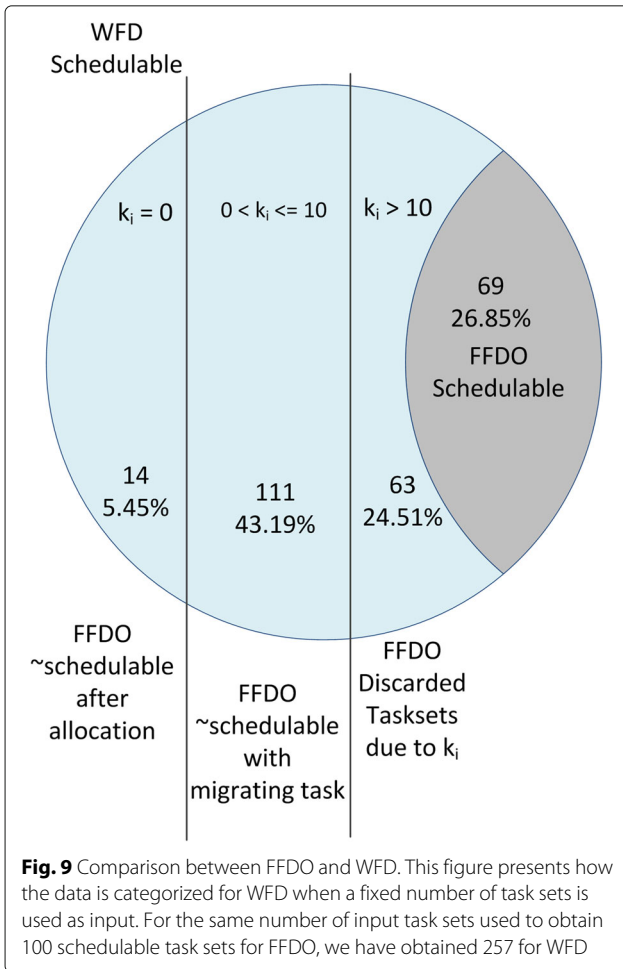 WFD
Schedulable
kᵢ = 0
0 < kᵢ <= 10
kᵢ > 10
69
26.85%
FFDO
Schedulable
14
5.45%
111
43.19%
63
24.51%
FFDO
~schedulable
after
allocation
FFDO
~schedulable
with
migrating task
FFDO
Discarded
Tasksets
due to kᵢ
Fig. 9 Comparison between FFDO and WFD. This figure presents how
the data is categorized for WFD when a fixed number of task sets is
used as input. For the same number of input task sets used to obtain
100 schedulable task sets for FFDO, we have obtained 257 for WFD